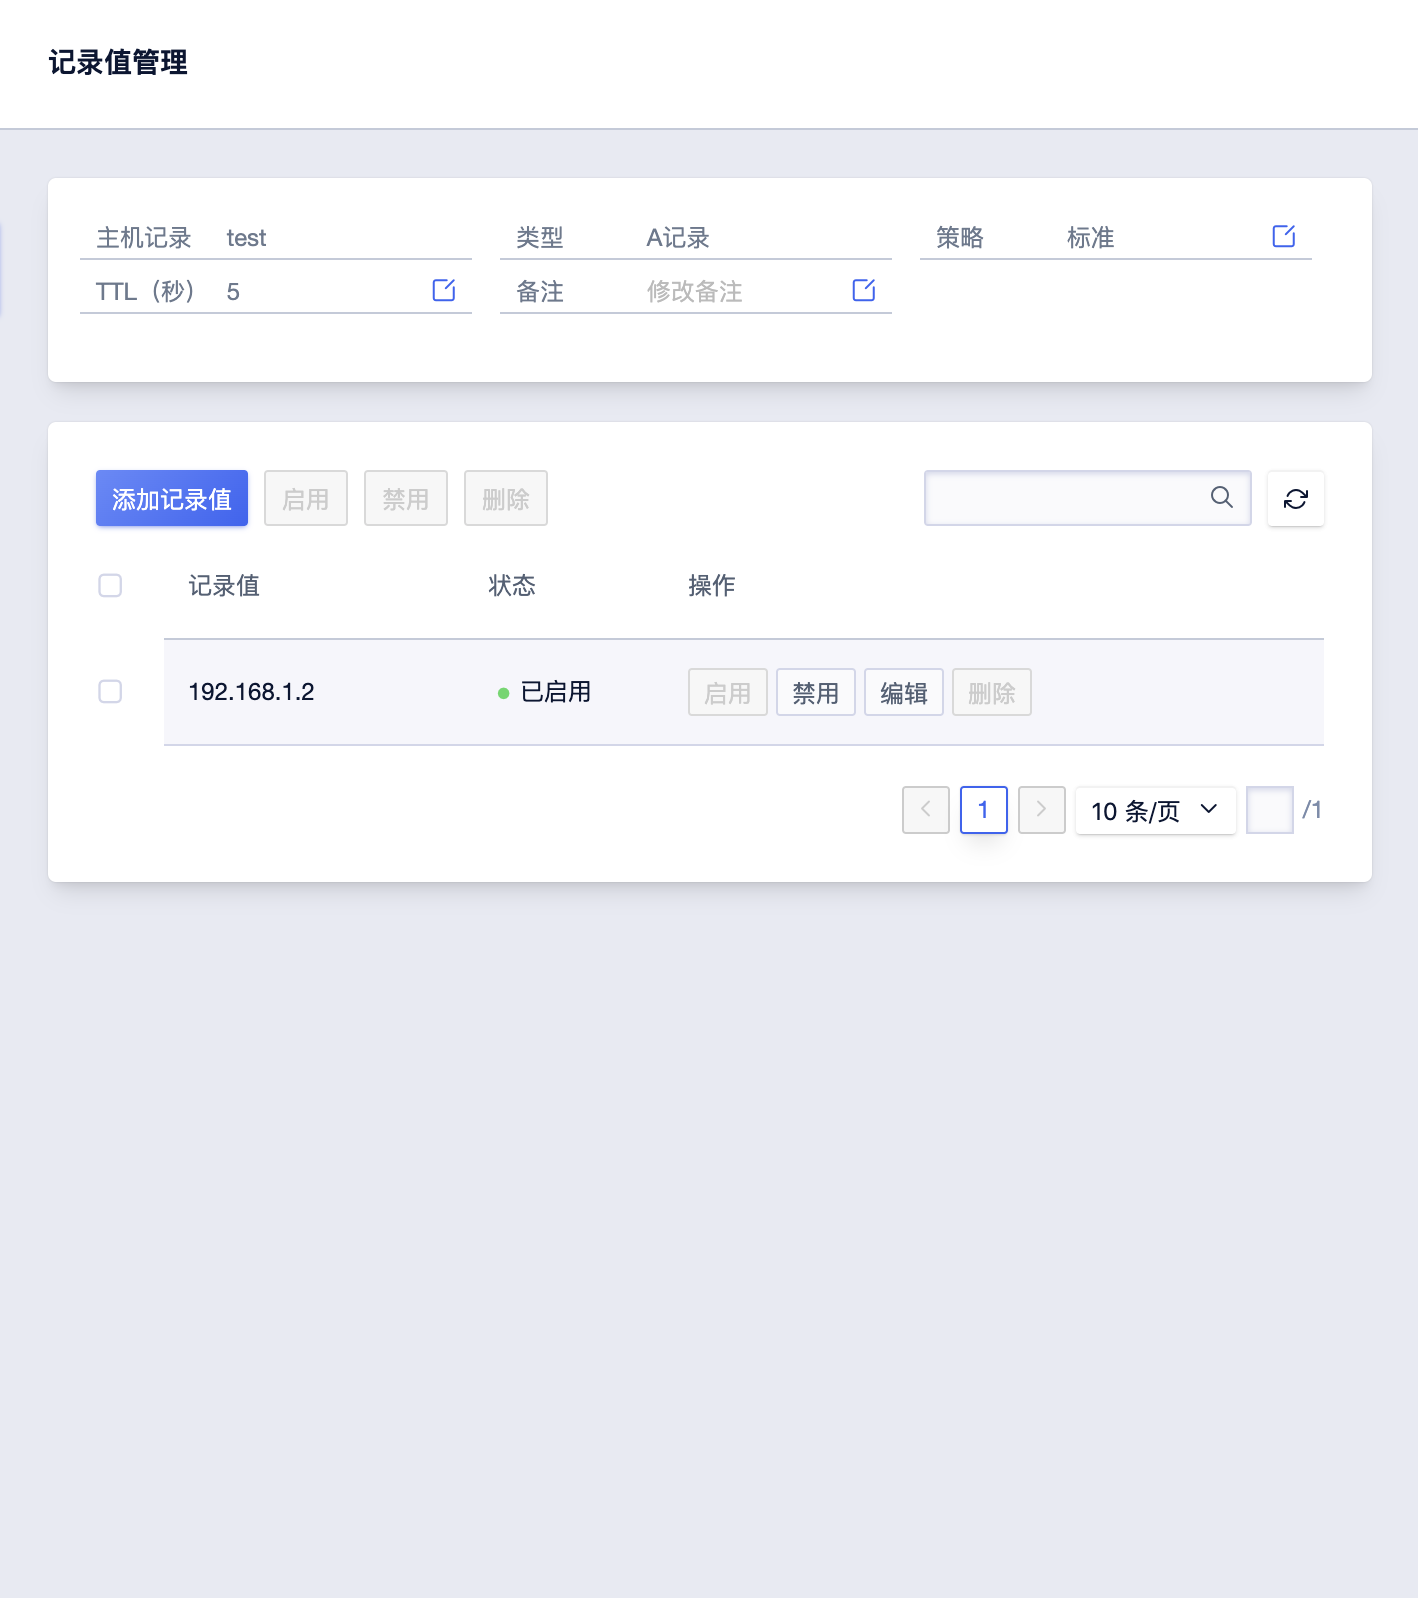 记录值管理
主机记录 test 类型 A记录 策略 标准
TTL（秒） 5 备注 修改备注
添加记录值 启用 禁用 删除
记录值 状态 操作
192.168.1.2 已启用 启用 禁用 编辑 删除
1 10 条/页 /1